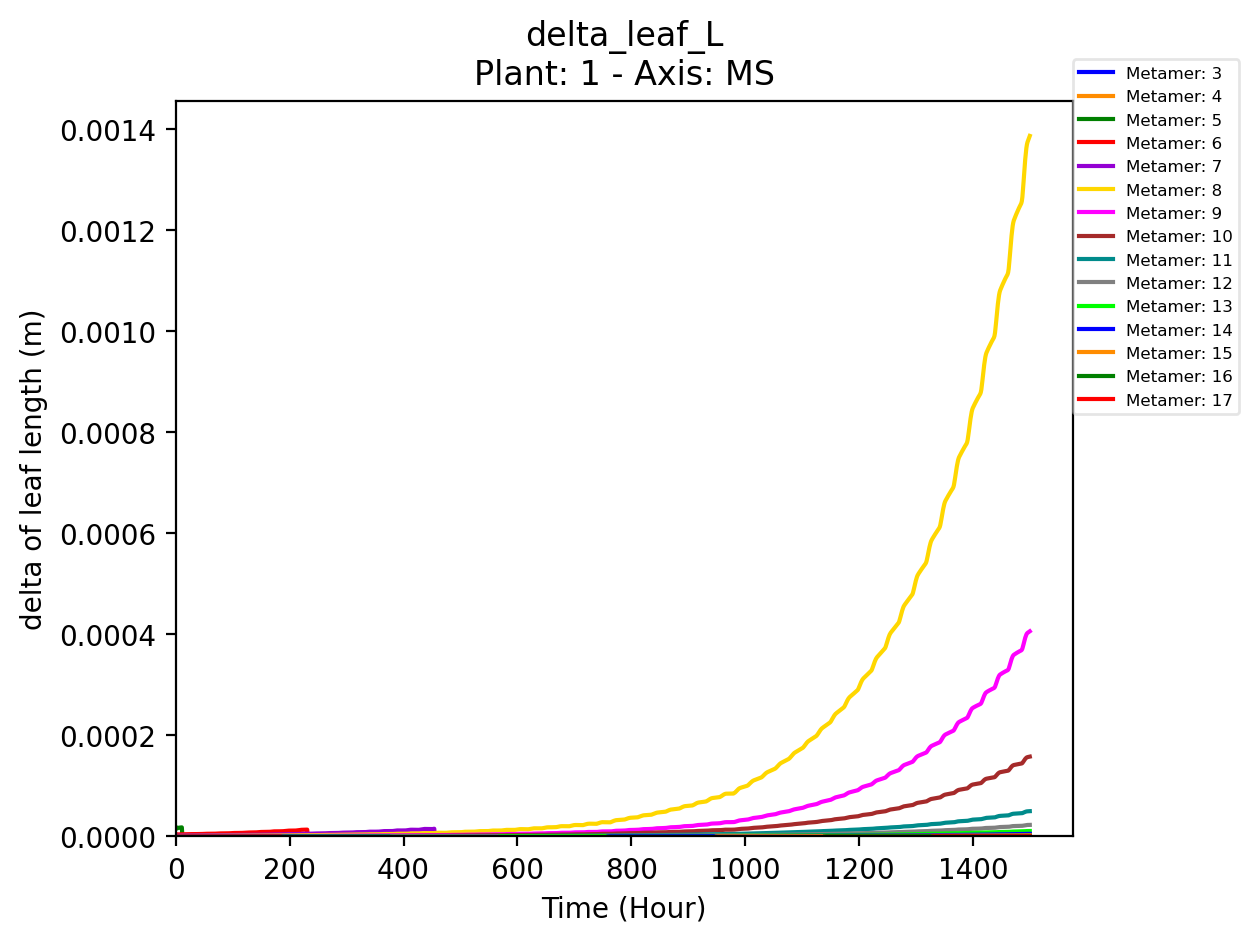 delta_leaf_L
Plant: 1 - Axis: MS
Metamer: 3
Metamer: 4
Metamer: 5
Metamer: 6
Metamer: 7
Metamer: 8
Metamer: 9
Metamer: 10
Metamer: 11
Metamer: 12
Metamer: 13
Metamer: 14
Metamer: 15
Metamer: 16
Metamer: 17
delta of leaf length (m)
0.0014
0.0012
0.0010
0.0008
0.0006
0.0004
0.0002
0.0000
0 200 400 600 800 1000 1200 1400
Time (Hour)